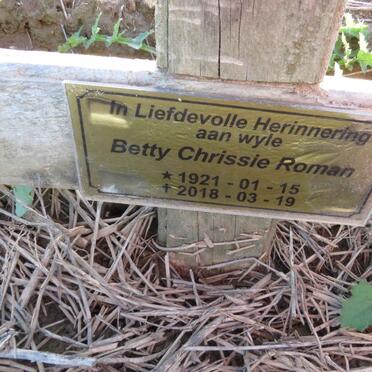 In Liefdevolle Herinnering
aan wyle
Betty Chrissie Roman
★ 1921 - 01 - 15
✝ 2018 - 03 - 19